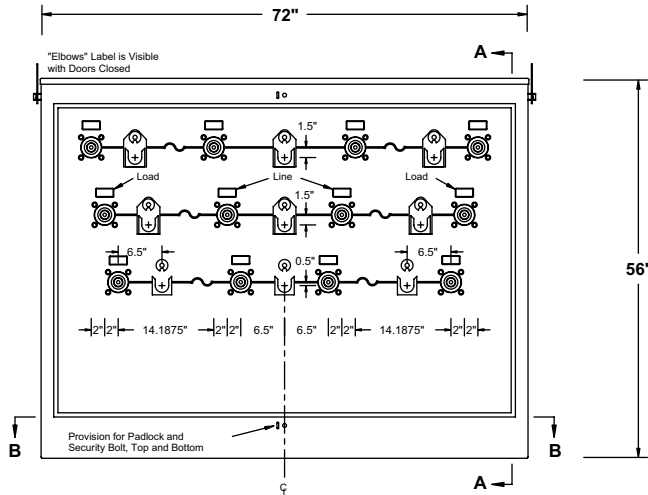 72"
"Elbows" Label is Visible
with Doors Closed
A
1.5"
Load
Line
Load
1.5"
6.5"
6.5"
0.5"
56"
2" 2" 14.1875" 2" 2" 6.5" 6.5" 2" 2" 14.1875" 2" 2"
B
Provision for Padlock and
Security Bolt, Top and Bottom
B
A
℄